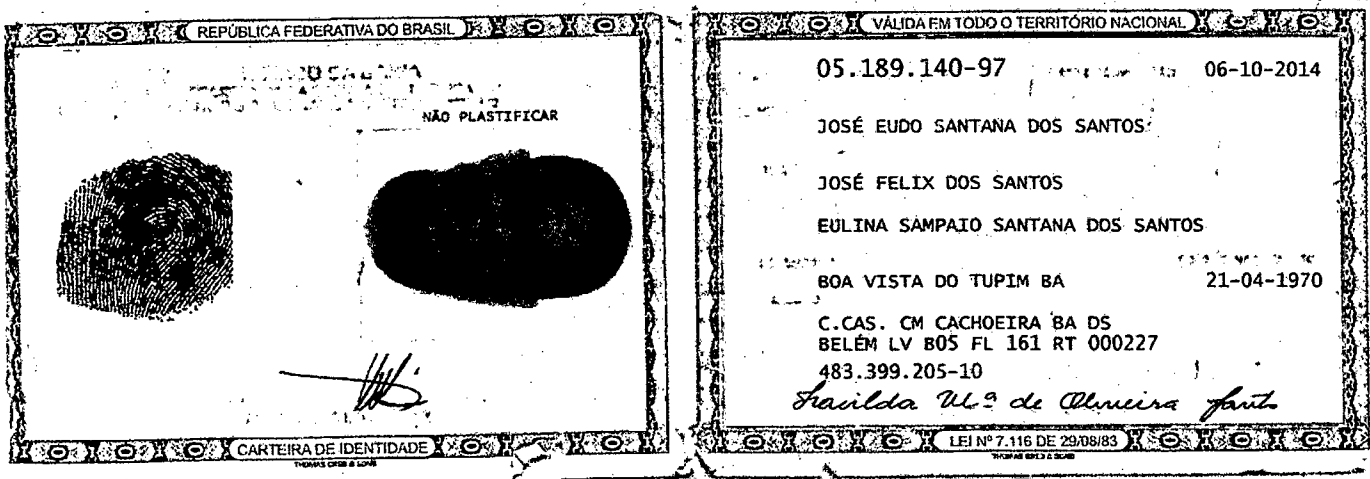 REPÚBLICA FEDERATIVA DO BRASIL
NÃO PLASTIFICAR
CARTEIRA DE IDENTIDADE
VÁLIDA EM TODO O TERRITÓRIO NACIONAL
05.189.140-97 06-10-2014
JOSÉ EUDO SANTANA DOS SANTOS
JOSÉ FELIX DOS SANTOS
EULINA SAMPAIO SANTANA DOS SANTOS
BOA VISTA DO TUPIM BA 21-04-1970
C.CAS. CM CACHOEIRA BA DS
BELÉM LV B05 FL 161 RT 000227
483.399.205-10
Mª de Oliveira
LEI Nº 7.116 DE 29/08/83